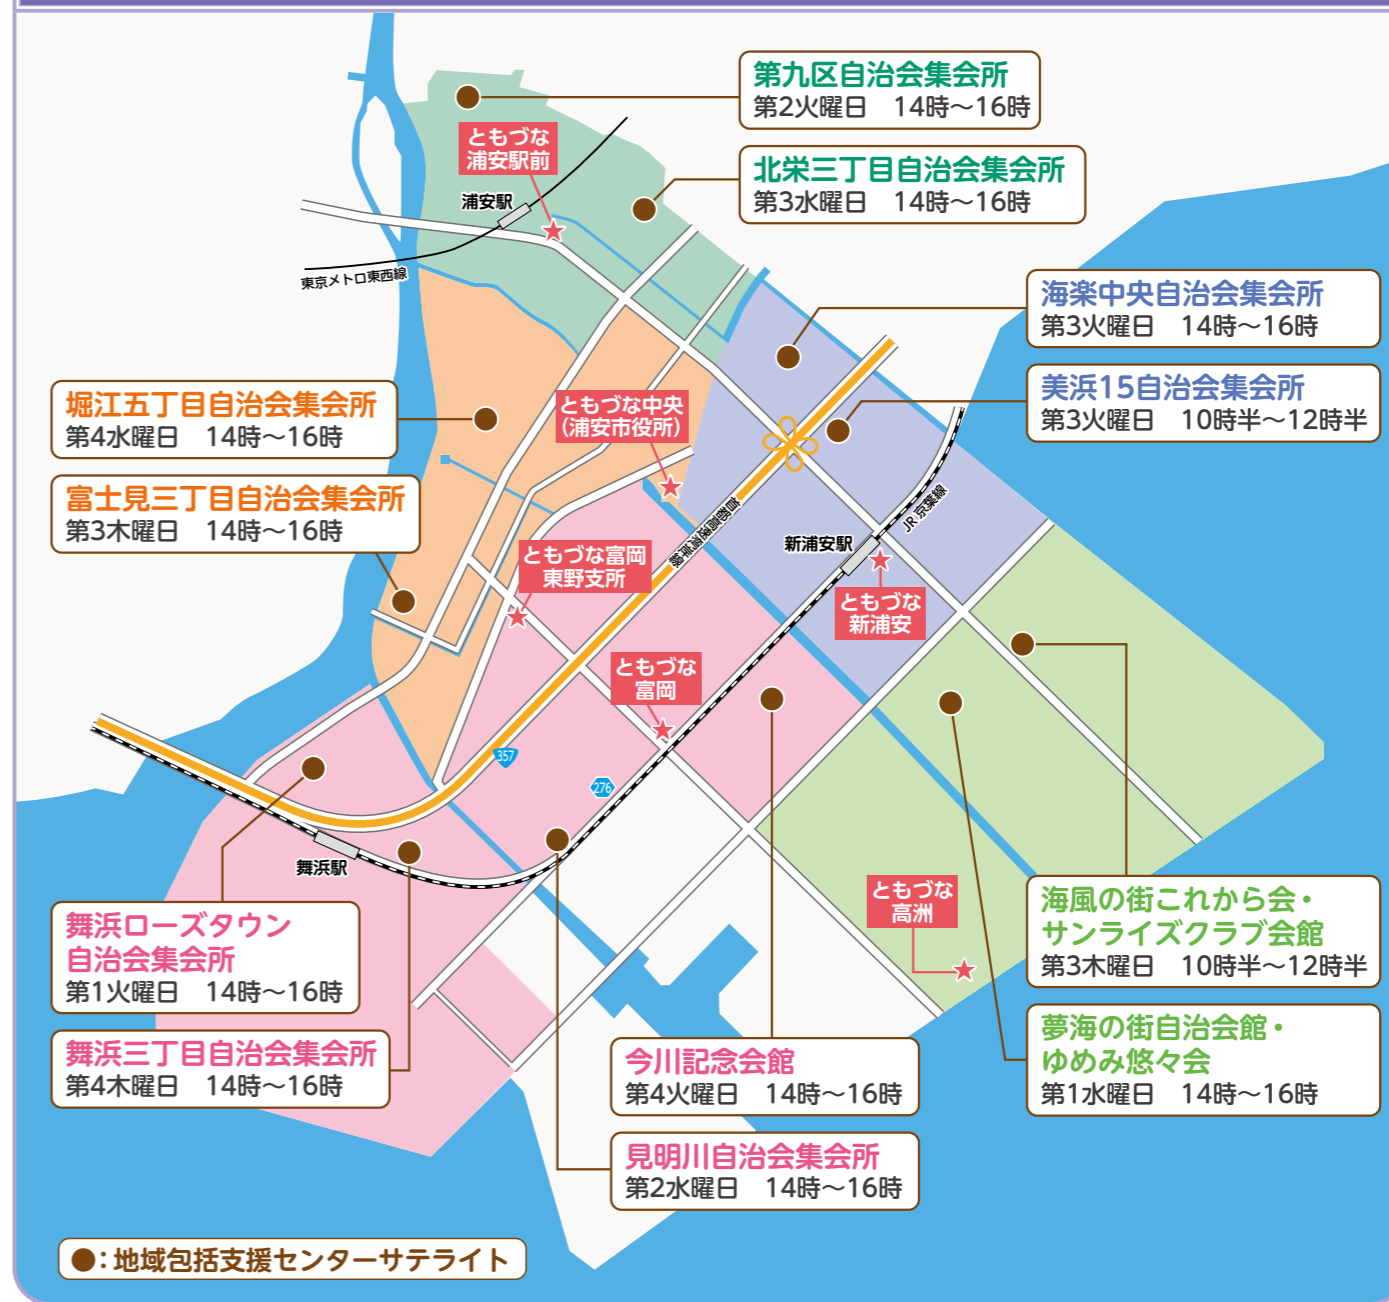 第九区自治会集会所
第2火曜日　14時〜16時
ともづな
浦安駅前
北栄三丁目自治会集会所
第3水曜日　14時〜16時
浦安駅
東京メトロ東西線
海楽中央自治会集会所
第3火曜日　14時〜16時
美浜15自治会集会所
第3火曜日　10時半〜12時半
堀江五丁目自治会集会所
第4水曜日　14時〜16時
ともづな中央
(浦安市役所)
富士見三丁目自治会集会所
第3木曜日　14時〜16時
首都高速湾岸線
JR京葉線
新浦安駅
ともづな富岡
東野支所
ともづな
新浦安
ともづな
富岡
357
276
舞浜駅
ともづな
高洲
舞浜ローズタウン
自治会集会所
第1火曜日　14時〜16時
海風の街これから会・
サンライズクラブ会館
第3木曜日　10時半〜12時半
舞浜三丁目自治会集会所
第4木曜日　14時〜16時
今川記念会館
第4火曜日　14時〜16時
夢海の街自治会館・
ゆめみ悠々会
第1水曜日　14時〜16時
見明川自治会集会所
第2水曜日　14時〜16時
●：地域包括支援センターサテライト